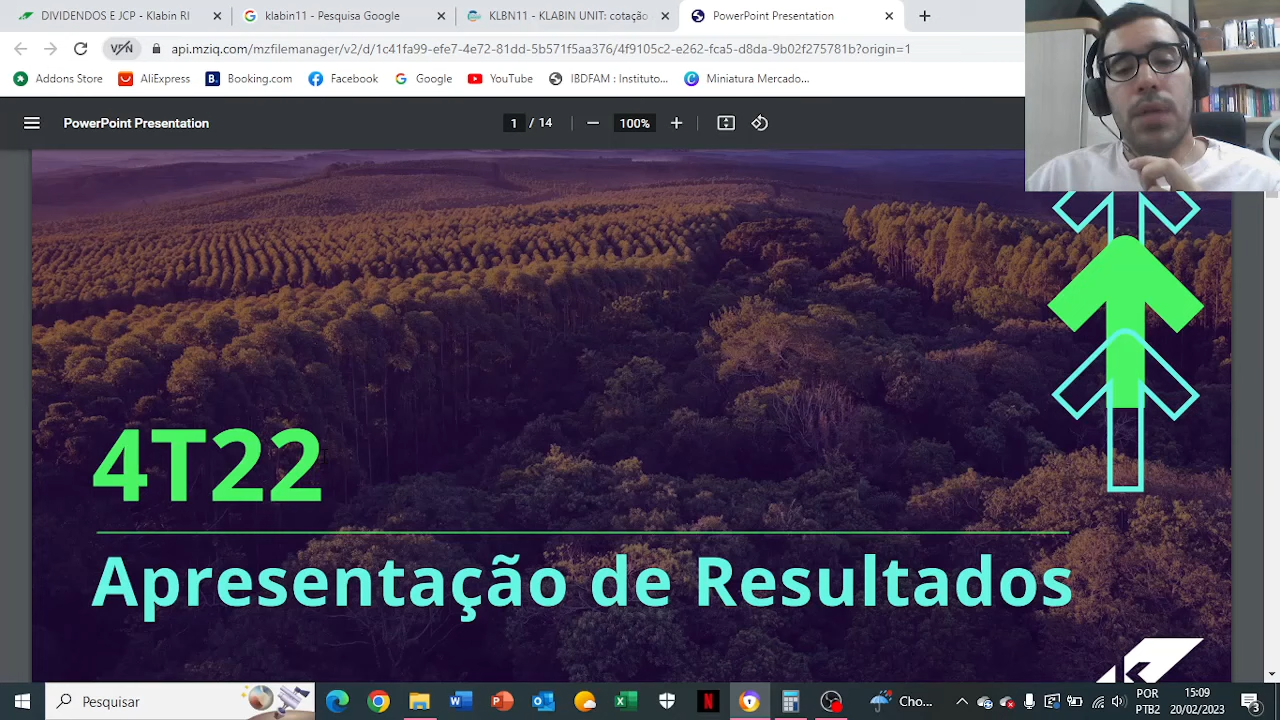 DIVIDENDOS E JCP - Klabin RI
klabin11 - Pesquisa Google
KLBN11 - KLABIN UNIT: cotação
PowerPoint Presentation
VPN
api.mziq.com/mzfilemanager/v2/d/1c41fa99-efe7-4e72-81dd-5b571f5aa376/4f9105c2-e262-fca5-d8da-9b02f275781b?origin=1
Addons Store
AliExpress
Booking.com
Facebook
Google
YouTube
IBDFAM : Instituto...
Miniatura Mercado...
PowerPoint Presentation
1 / 14
100%
4T22
Apresentação de Resultados
Pesquisar
Cho...
POR
PTB2
15:09
20/02/2023
3